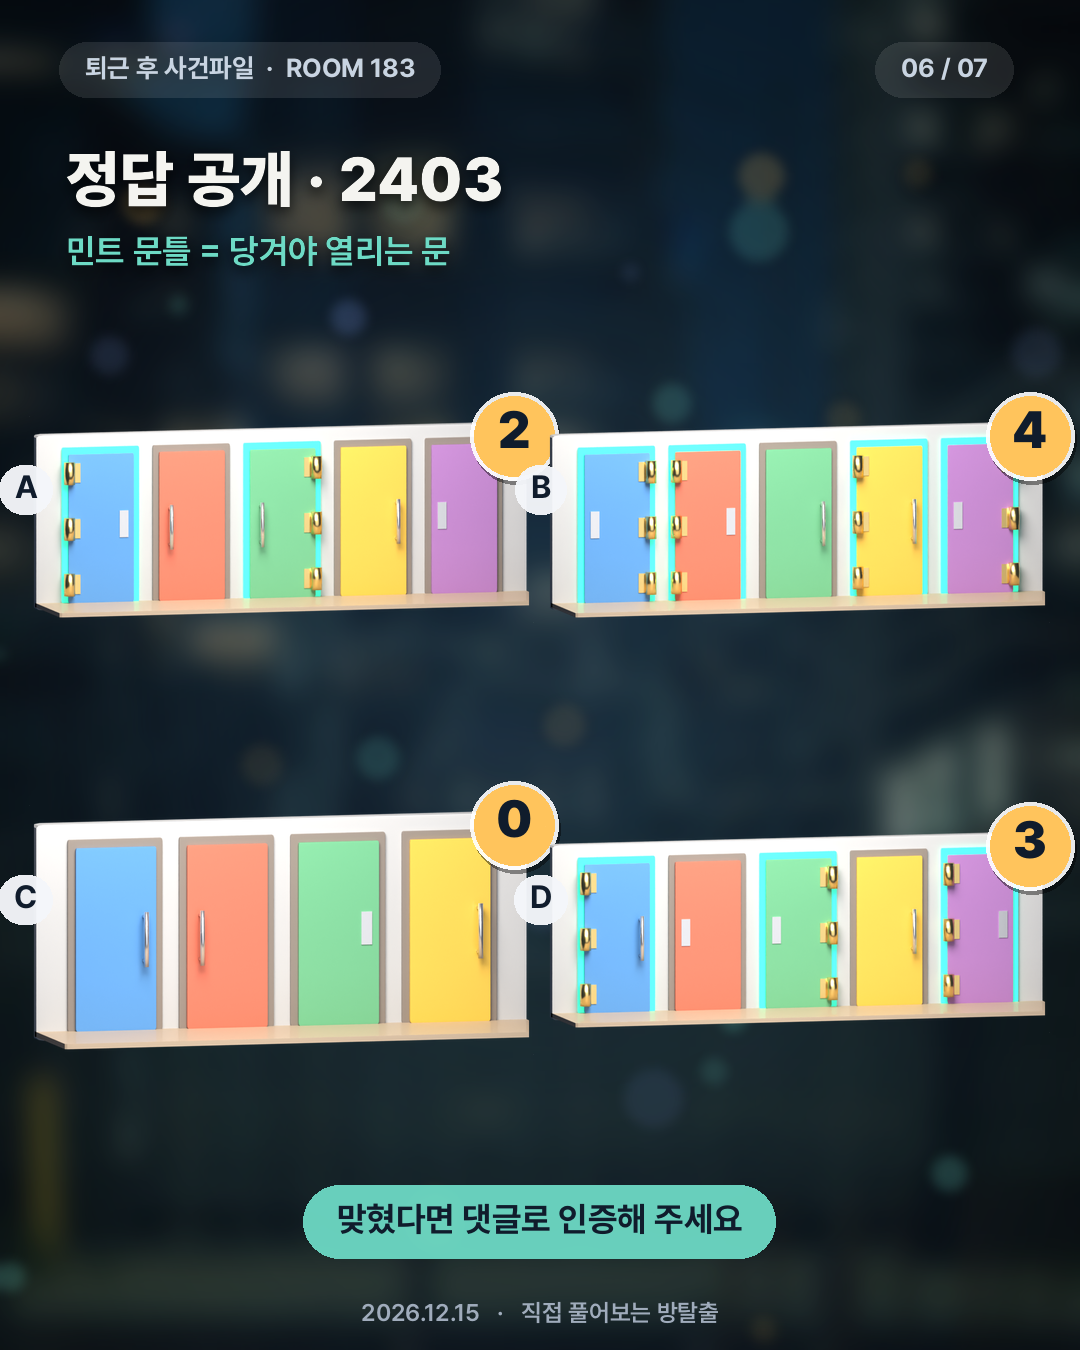 퇴근 후 사건파일 · ROOM 183
06 / 07
정답 공개 · 2403
민트 문틀 = 당겨야 열리는 문
A
2
B
4
C
0
D
3
맞혔다면 댓글로 인증해 주세요
2026.12.15 · 직접 풀어보는 방탈출